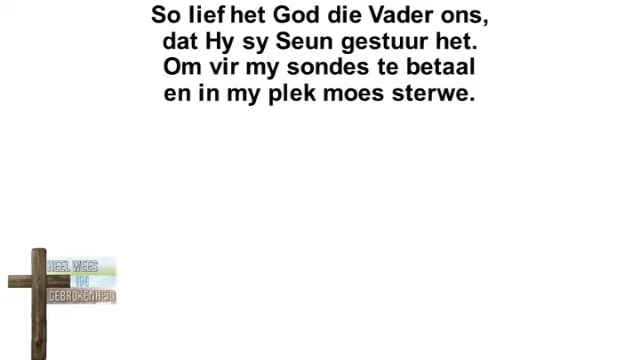 So lief het God die Vader ons,
dat Hy sy Seun gestuur het.
Om vir my sondes te betaal
en in my plek moes sterwe.
HEEL WEES
IN
GEBROKENHEID